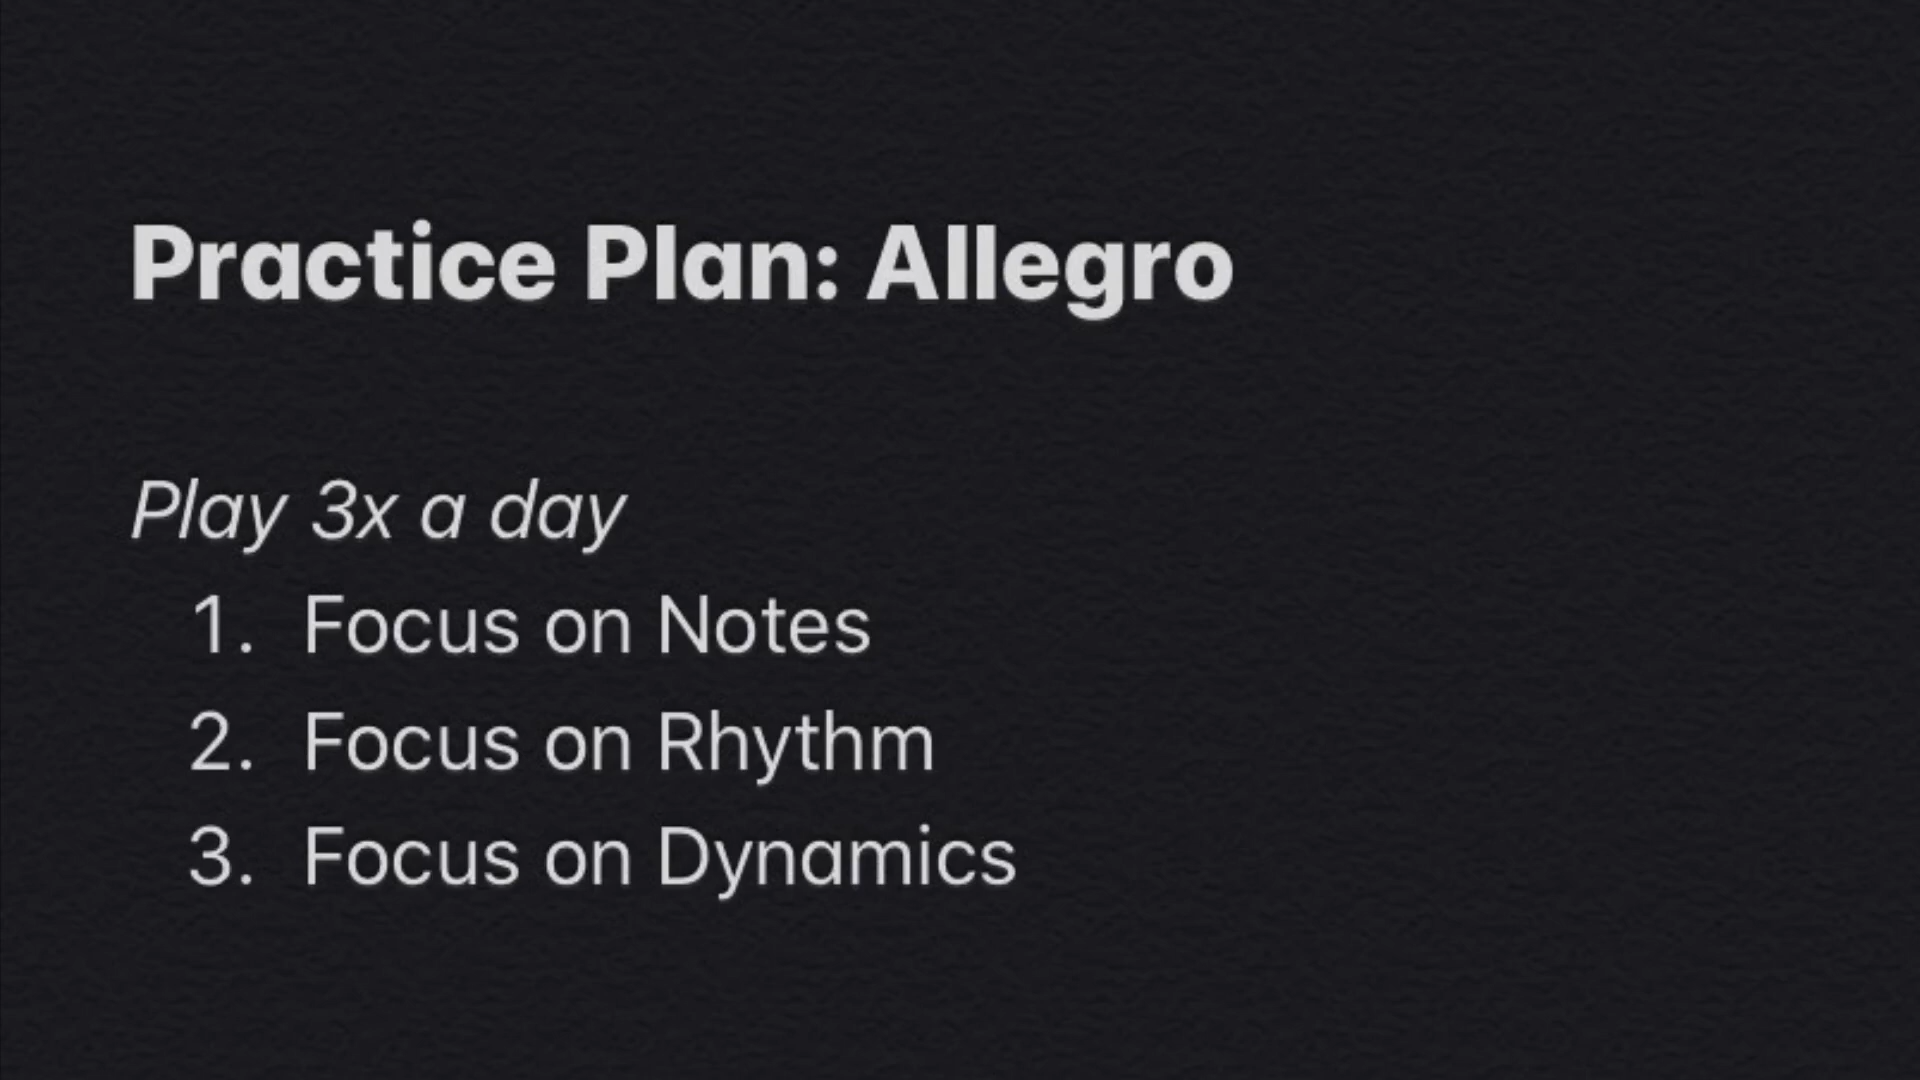 Practice Plan: Allegro
Play 3x a day
1. Focus on Notes
2. Focus on Rhythm
3. Focus on Dynamics